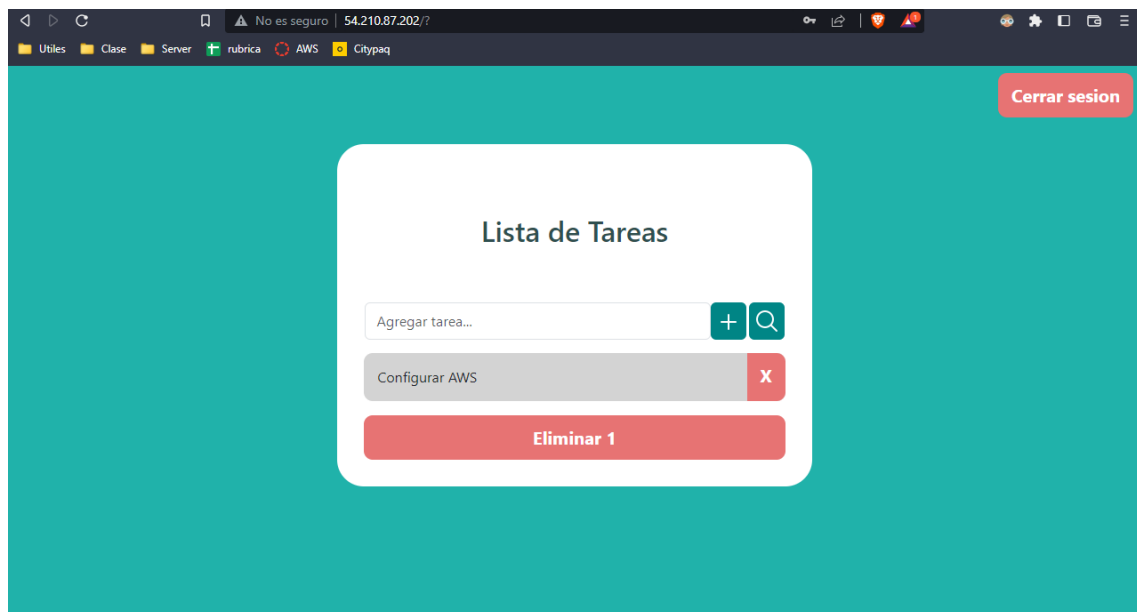 No es seguro 54.210.87.202/?
1
Utiles Clase Server rubrica AWS Citypaq
Cerrar sesion
Lista de Tareas
Agregar tarea...
Configurar AWS X
Eliminar 1